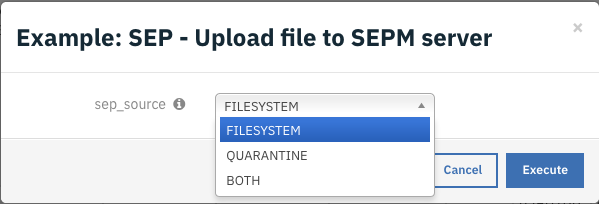 Example: SEP - Upload file to SEPM server
×
sep_source
FILESYSTEM
FILESYSTEM
QUARANTINE
BOTH
Cancel
Execute